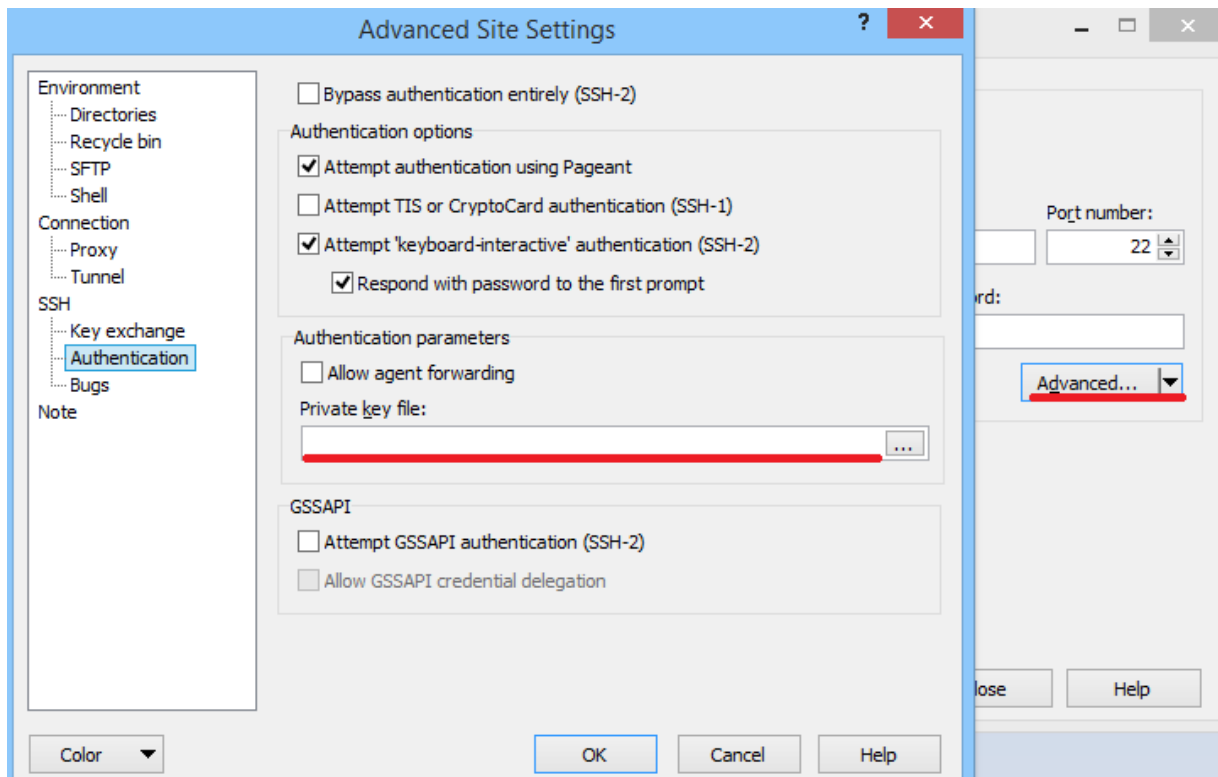 Advanced Site Settings
?
Environment
Directories
Recycle bin
SFTP
Shell
Connection
Proxy
Tunnel
SSH
Key exchange
Authentication
Bugs
Note
Bypass authentication entirely (SSH-2)
Authentication options
Attempt authentication using Pageant
Attempt TIS or CryptoCard authentication (SSH-1)
Attempt 'keyboard-interactive' authentication (SSH-2)
Respond with password to the first prompt
Authentication parameters
Allow agent forwarding
Private key file:
...
GSSAPI
Attempt GSSAPI authentication (SSH-2)
Allow GSSAPI credential delegation
Color
OK
Cancel
Help
Port number:
22
rd:
Advanced...
lose
Help